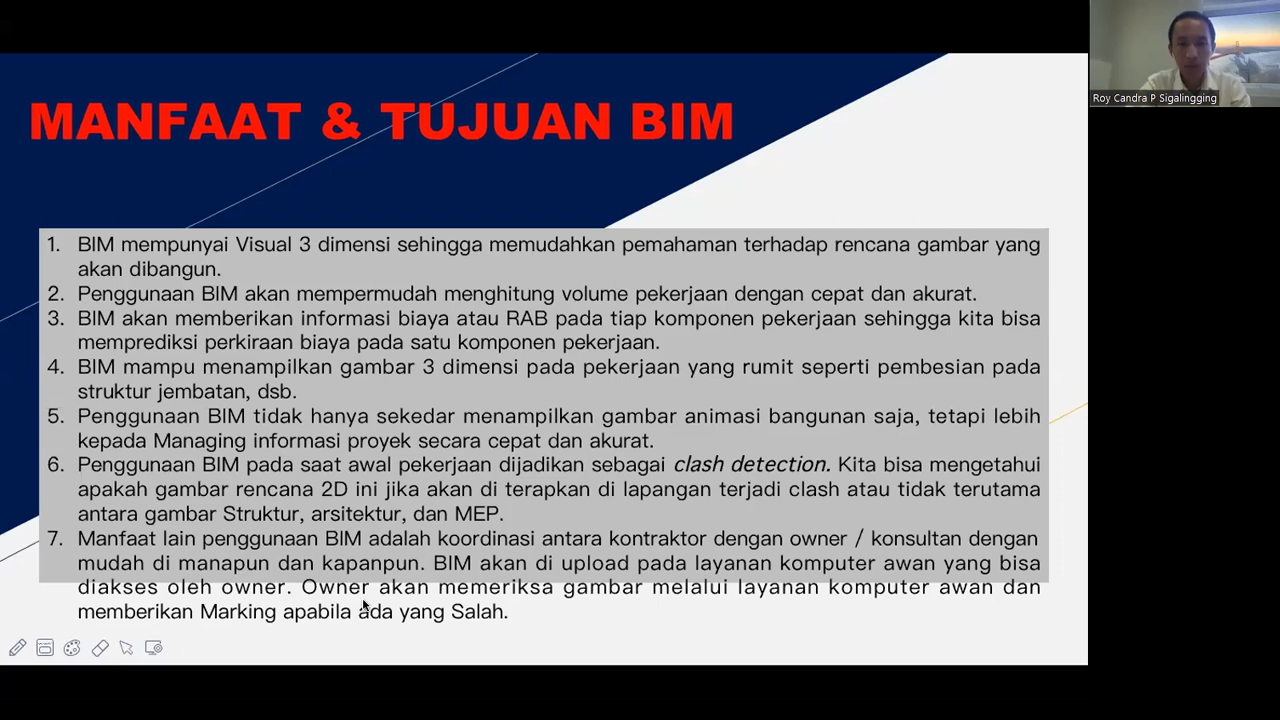 MANFAAT & TUJUAN BIM
1. BIM mempunyai Visual 3 dimensi sehingga memudahkan pemahaman terhadap rencana gambar yang
akan dibangun.
2. Penggunaan BIM akan mempermudah menghitung volume pekerjaan dengan cepat dan akurat.
3. BIM akan memberikan informasi biaya atau RAB pada tiap komponen pekerjaan sehingga kita bisa
memprediksi perkiraan biaya pada satu komponen pekerjaan.
4. BIM mampu menampilkan gambar 3 dimensi pada pekerjaan yang rumit seperti pembesian pada
struktur jembatan, dsb.
5. Penggunaan BIM tidak hanya sekedar menampilkan gambar animasi bangunan saja, tetapi lebih
kepada Managing informasi proyek secara cepat dan akurat.
6. Penggunaan BIM pada saat awal pekerjaan dijadikan sebagai clash detection. Kita bisa mengetahui
apakah gambar rencana 2D ini jika akan di terapkan di lapangan terjadi clash atau tidak terutama
antara gambar Struktur, arsitektur, dan MEP.
7. Manfaat lain penggunaan BIM adalah koordinasi antara kontraktor dengan owner / konsultan dengan
mudah di manapun dan kapanpun. BIM akan di upload pada layanan komputer awan yang bisa
diakses oleh owner. Owner akan memeriksa gambar melalui layanan komputer awan dan
memberikan Marking apabila ada yang Salah.
Roy Candra P Sigalingging